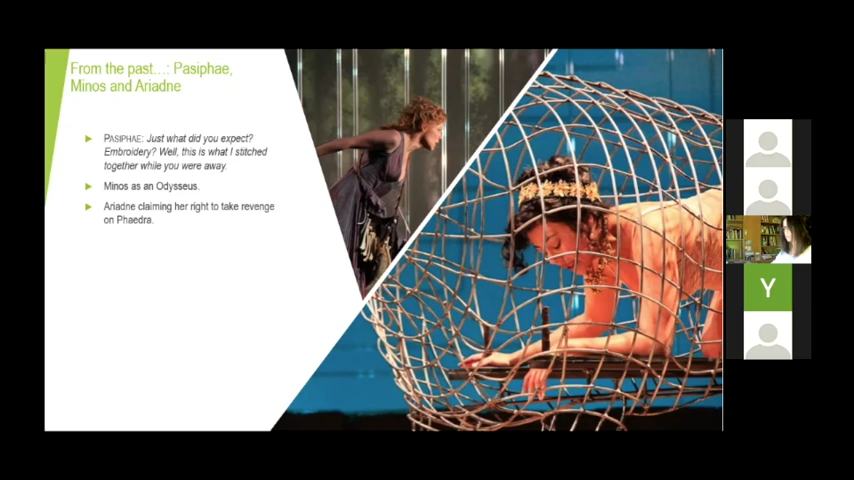 From the past…: Pasiphae,
Minos and Ariadne
PASIPHAE: Just what did you expect?
Embroidery? Well, this is what I stitched
together while you were away.
Minos as an Odysseus.
Ariadne claiming her right to take revenge
on Phaedra.
Y